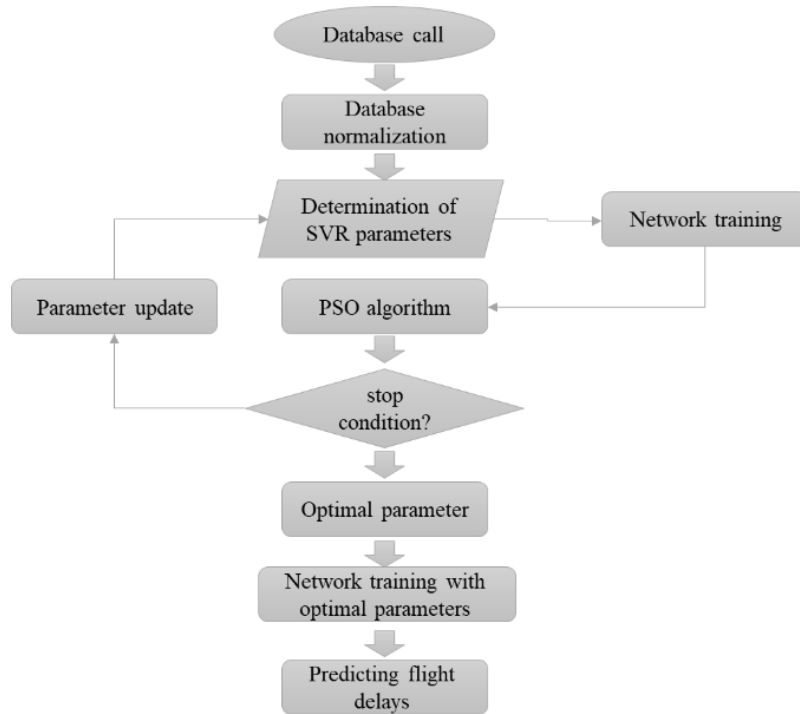 Database call
Database
normalization
Determination of
SVR parameters
Network training
Parameter update
PSO algorithm
stop
condition?
Optimal parameter
Network training with
optimal parameters
Predicting flight
delays